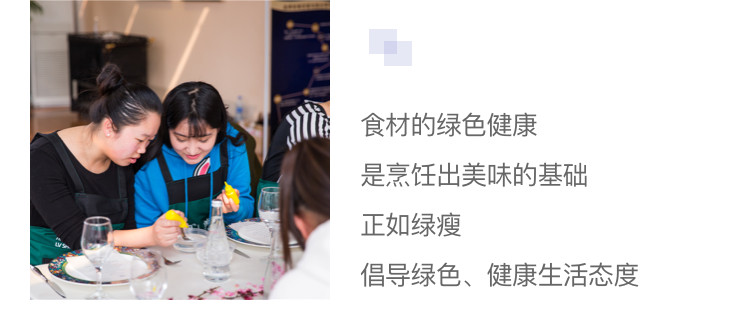 食材的绿色健康
是烹饪出美味的基础
正如绿瘦
倡导绿色、健康生活态度